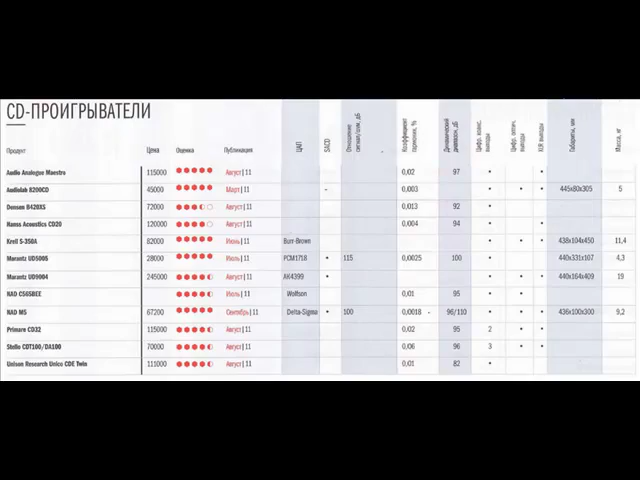 CD-ПРОИГРЫВАТЕЛИ
Продукт Цена Оценка Публикация ЦАП SACD Отношение сигнал/шум, дБ Коэффициент гармоник, % Динамический диапазон, дБ Цифр. коакс. выходы Цифр. оптич. выходы XLR выходы Габариты, мм Масса, кг
Audio Analogue Maestro 115000 ●●●●● Август | 11 0,02 97 • •
Audiolab 8200CD 45000 ●●●●● Март | 11 - 0,003 • • • 445x80x305 5
Densen B420XS 72000 Август | 11 0,013 92 •
Hanss Acoustics CD20 120000 ●●●●○ Август | 11 0,004 94 • •
Krell S-350A 82000 ●●●●● Июнь | 11 Burr-Brown • • • 438x104x450 11,4
Marantz UD5005 28000 ●●●●● Июль | 11 PCM1718 • 115 0,0025 100 • 440x331x107 4,3
Marantz UD9004 245000 Август | 11 AK4399 • • • • 440x164x409 19
NAD C565BEE Июль | 11 Wolfson 0,01 95 • •
NAD M5 67200 ●●●●● Сентябрь | 11 Delta-Sigma • 100 0,0018 - 96/110 • • • 436x100x300 9,2
Primare CD32 115000 Август | 11 0,02 95 2 • •
Stello CDT100/DA100 70000 Август | 11 0,06 96 3 • •
Unison Research Unico CDE Twin 111000 Август | 11 0,01 82 •